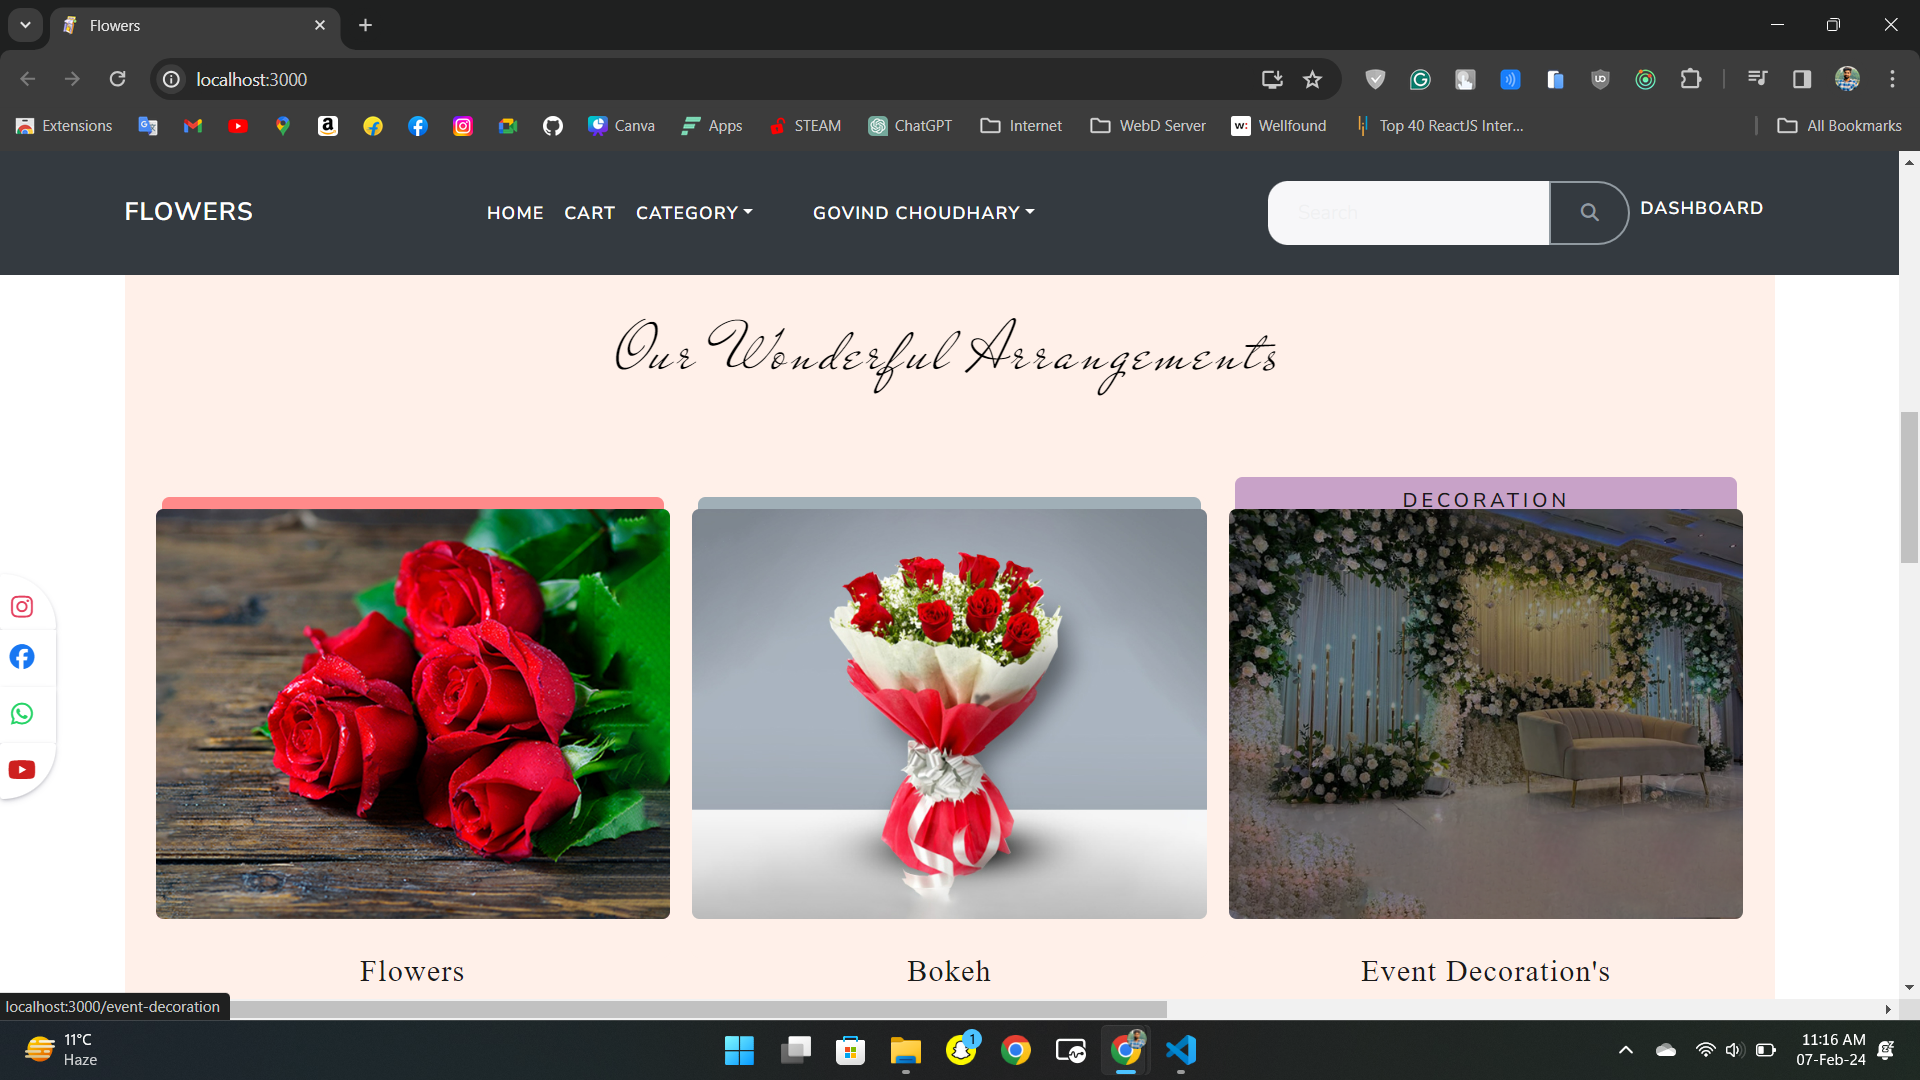 Flowers
localhost:3000
Extensions
Canva
Apps
STEAM
ChatGPT
Internet
WebD Server
w:
Wellfound
Top 40 ReactJS Inter...
All Bookmarks
FLOWERS
HOME CART CATEGORY
GOVIND CHOUDHARY
Search
DASHBOARD
Our Wonderful Arrangements
DECORATION
Flowers
Bokeh
Event Decoration's
localhost:3000/event-decoration
11°C
Haze
1
11:16 AM
07-Feb-24